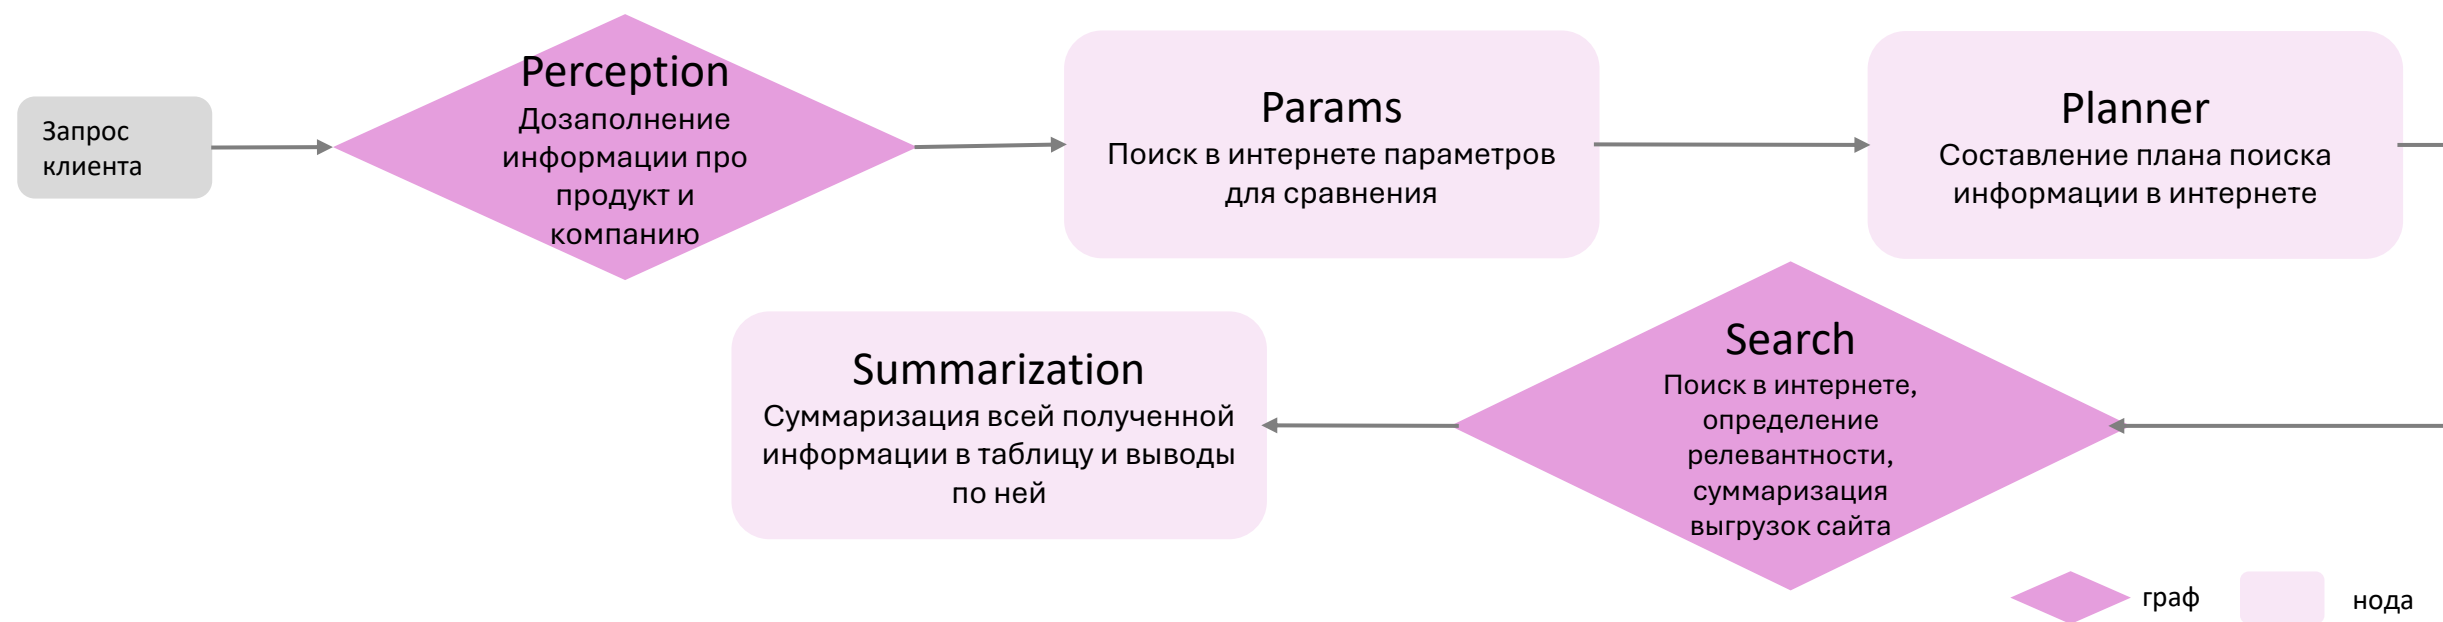 Запрос
клиента
Perception
Дозаполнение
информации про
продукт и
компанию
Params
Поиск в интернете параметров
для сравнения
Planner
Составление плана поиска
информации в интернете
Search
Поиск в интернете,
определение
релевантности,
суммаризация
выгрузок сайта
Summarization
Суммаризация всей полученной
информации в таблицу и выводы
по ней
граф
нода